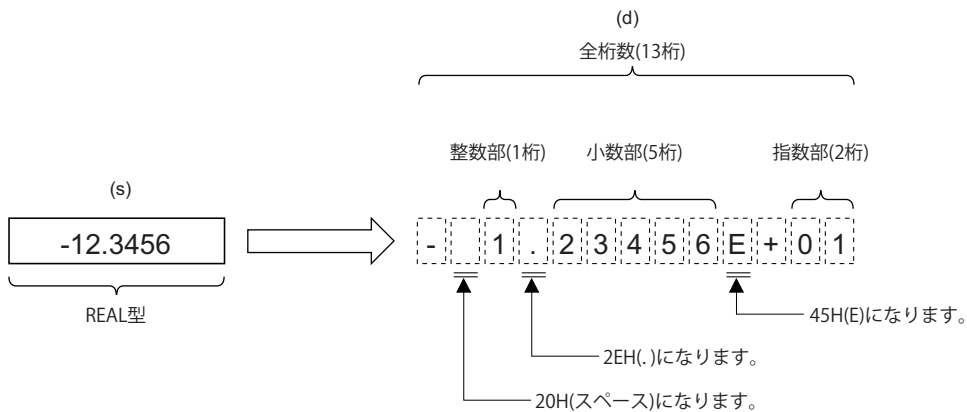 (d)
全桁数(13桁)
整数部(1桁) 小数部(5桁) 指数部(2桁)
(s)
-12.3456
- 1 . 2 3 4 5 6 E + 0 1
REAL型
45H(E)になります。
2EH(.)になります。
20H(スペース)になります。